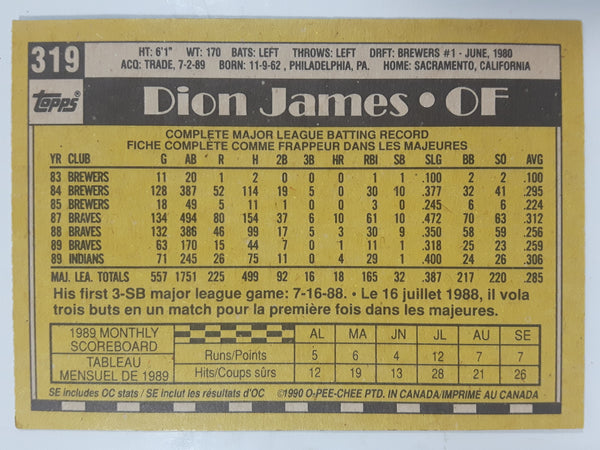 319
HT: 6'1" WT: 170 BATS: LEFT THROWS: LEFT DRFT: BREWERS #1 - JUNE, 1980
ACQ: TRADE, 7-2-89 BORN: 11-9-62 , PHILADELPHIA, PA. HOME: SACRAMENTO, CALIFORNIA
topps
Dion James • OF
COMPLETE MAJOR LEAGUE BATTING RECORD
FICHE COMPLÈTE COMME FRAPPEUR DANS LES MAJEURES
YR CLUB G AB R H 2B 3B HR RBI SB SLG BB SO AVG
83 BREWERS 11 20 1 2 0 0 0 1 1 .100 2 2 .100
84 BREWERS 128 387 52 114 19 5 1 30 10 .377 32 41 .295
85 BREWERS 18 49 5 11 1 0 0 3 0 .245 6 6 .224
87 BRAVES 134 494 80 154 37 6 10 61 10 .472 70 63 .312
88 BRAVES 132 386 46 99 17 5 3 30 9 .350 58 59 .256
89 BRAVES 63 170 15 44 7 0 1 11 1 .318 25 23 .259
89 INDIANS 71 245 26 75 11 0 4 29 1 .400 24 26 .306
MAJ. LEA. TOTALS 557 1751 225 499 92 16 18 165 32 .387 217 220 .285
His first 3-SB major league game: 7-16-88. • Le 16 juillet 1988, il vola
trois buts en un match pour la première fois dans les majeures.
1989 MONTHLY SCOREBOARD
TABLEAU MENSUEL DE 1989
AL MA JN JL AU SE
Runs/Points 5 6 4 12 7 7
Hits/Coups sûrs 12 19 13 28 21 26
SE includes OC stats / SE inclut les résultats d'OC ©1990 O-PEE-CHEE PTD. IN CANADA/IMPRIMÉ AU CANADA